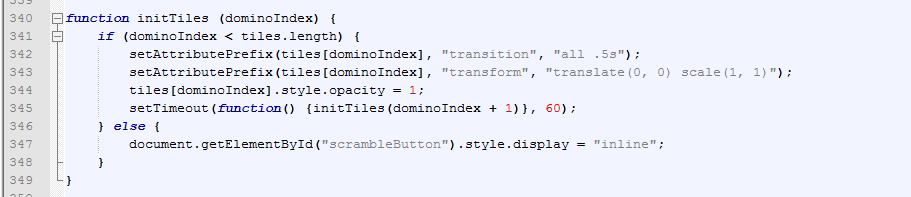 340 function initTiles (dominoIndex) {
341 if (dominoIndex < tiles.length) {
342 setAttributePrefix(tiles[dominoIndex], "transition", "all .5s");
343 setAttributePrefix(tiles[dominoIndex], "transform", "translate(0, 0) scale(1, 1)");
344 tiles[dominoIndex].style.opacity = 1;
345 setTimeout(function() {initTiles(dominoIndex + 1)}, 60);
346 } else {
347 document.getElementById("scrambleButton").style.display = "inline";
348 }
349 }